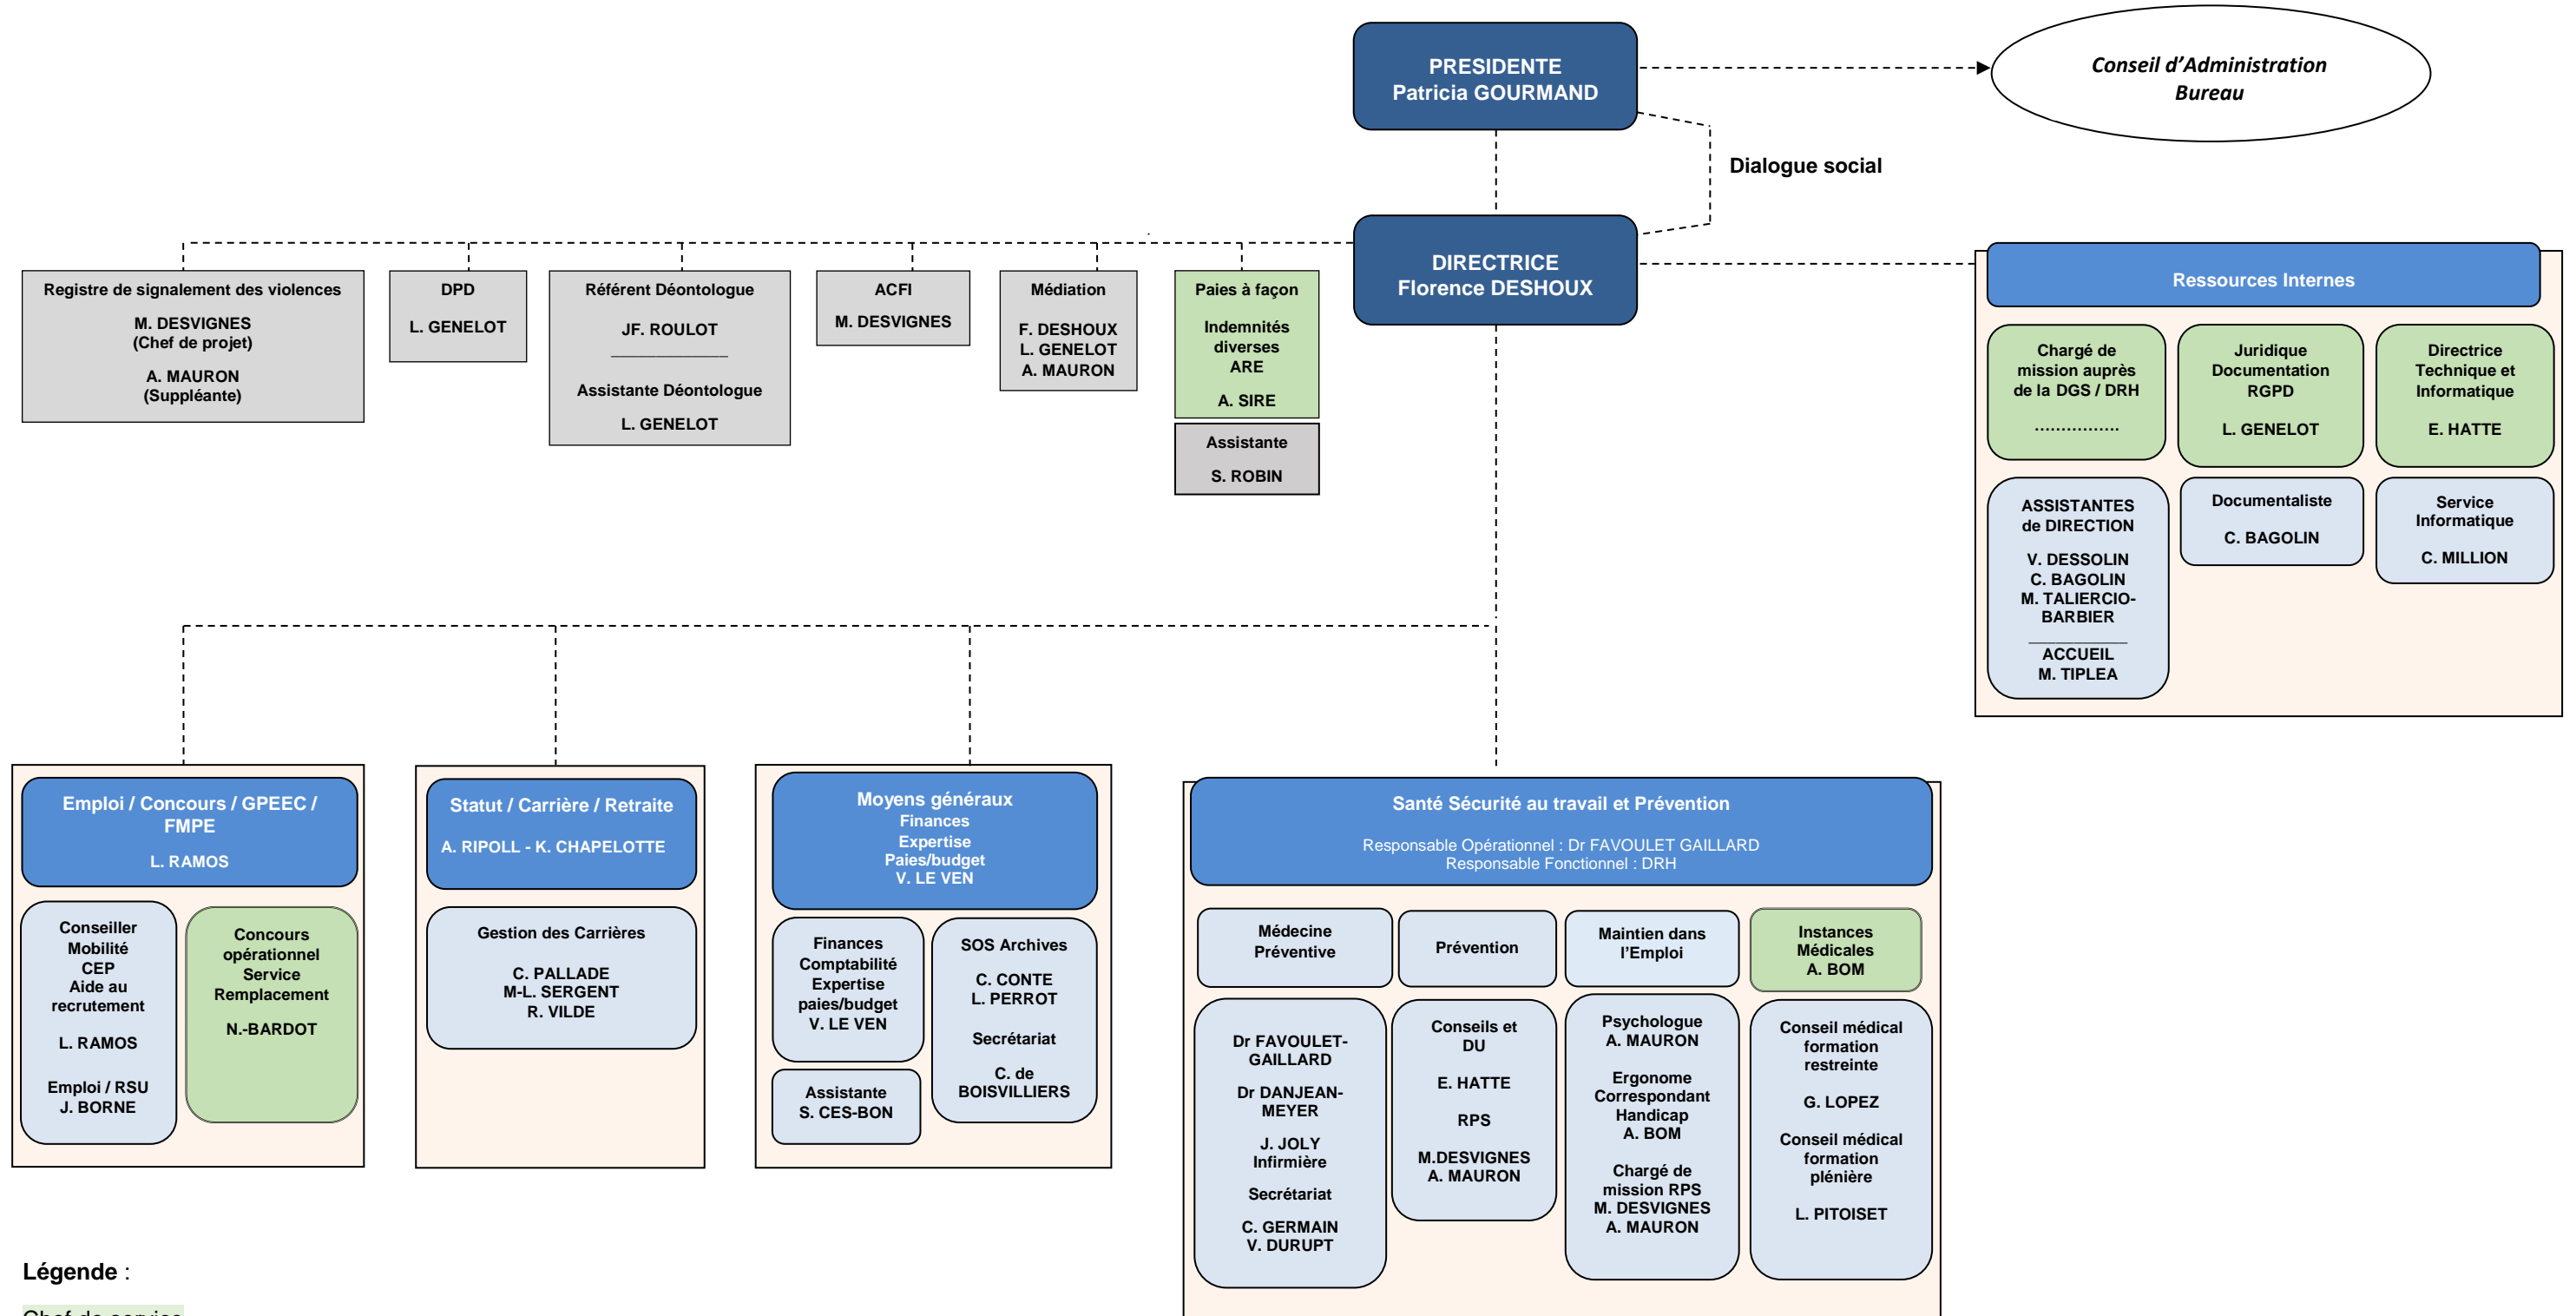 PRESIDENTE
Patricia GOURMAND
Conseil d’Administration
Bureau
Dialogue social
DIRECTRICE
Florence DESHOUX
Registre de signalement des violences
M. DESVIGNES
(Chef de projet)
A. MAURON
(Suppléante)
DPD
L. GENELOT
Référent Déontologue
JF. ROULOT
Assistante Déontologue
L. GENELOT
ACFI
M. DESVIGNES
Médiation
F. DESHOUX
L. GENELOT
A. MAURON
Paies à façon
Indemnités
diverses
ARE
A. SIRE
Assistante
S. ROBIN
Ressources Internes
Chargé de
mission auprès
de la DGS / DRH
................
Juridique
Documentation
RGPD
L. GENELOT
Directrice
Technique et
Informatique
E. HATTE
ASSISTANTES
de DIRECTION
V. DESSOLIN
C. BAGOLIN
M. TALIERCIO-
BARBIER
ACCUEIL
M. TIPLEA
Documentaliste
C. BAGOLIN
Service
Informatique
C. MILLION
Emploi / Concours / GPEEC /
FMPE
L. RAMOS
Conseiller
Mobilité
CEP
Aide au
recrutement
L. RAMOS
Emploi / RSU
J. BORNE
Concours
opérationnel
Service
Remplacement
N.-BARDOT
Statut / Carrière / Retraite
A. RIPOLL - K. CHAPELOTTE
Gestion des Carrières
C. PALLADE
M-L. SERGENT
R. VILDE
Moyens généraux
Finances
Expertise
Paies/budget
V. LE VEN
Finances
Comptabilité
Expertise
paies/budget
V. LE VEN
Assistante
S. CES-BON
SOS Archives
C. CONTE
L. PERROT
Secrétariat
C. de
BOISVILLIERS
Santé Sécurité au travail et Prévention
Responsable Opérationnel : Dr FAVOULET GAILLARD
Responsable Fonctionnel : DRH
Médecine
Préventive
Dr FAVOULET-
GAILLARD
Dr DANJEAN-
MEYER
J. JOLY
Infirmière
Secrétariat
C. GERMAIN
V. DURUPT
Prévention
Conseils et
DU
E. HATTE
RPS
M.DESVIGNES
A. MAURON
Maintien dans
l’Emploi
Psychologue
A. MAURON
Ergonome
Correspondant
Handicap
A. BOM
Chargé de
mission RPS
M. DESVIGNES
A. MAURON
Instances
Médicales
A. BOM
Conseil médical
formation
restreinte
G. LOPEZ
Conseil médical
formation
plénière
L. PITOISET
Légende :
Chef de service